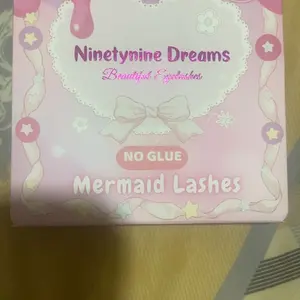 Ninetynine Dreams
Beautiful Eyelashes
NO GLUE
Mermaid Lashes